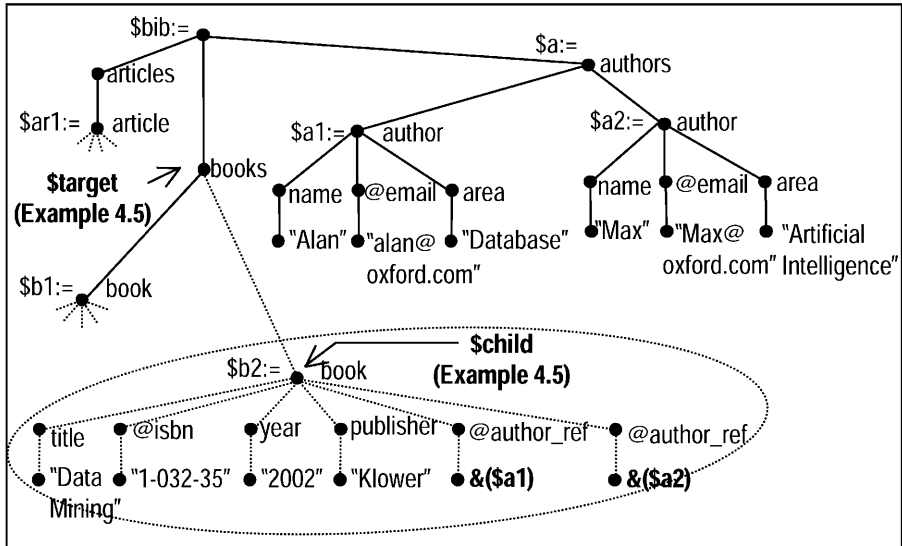 $bib:=
$a:=
authors
articles
$ar1:= article
$a1:= author
$a2:= author
books
$target
(Example 4.5)
name @email area
name @email area
"Alan" "alan@ "Database"
oxford.com"
"Max" "Max@ "Artificial
oxford.com" Intelligence"
$b1:= book
$child
(Example 4.5)
$b2:= book
title @isbn year publisher @author_ref @author_ref
"Data "1-032-35" "2002" "Klower" &($a1) &($a2)
Mining"